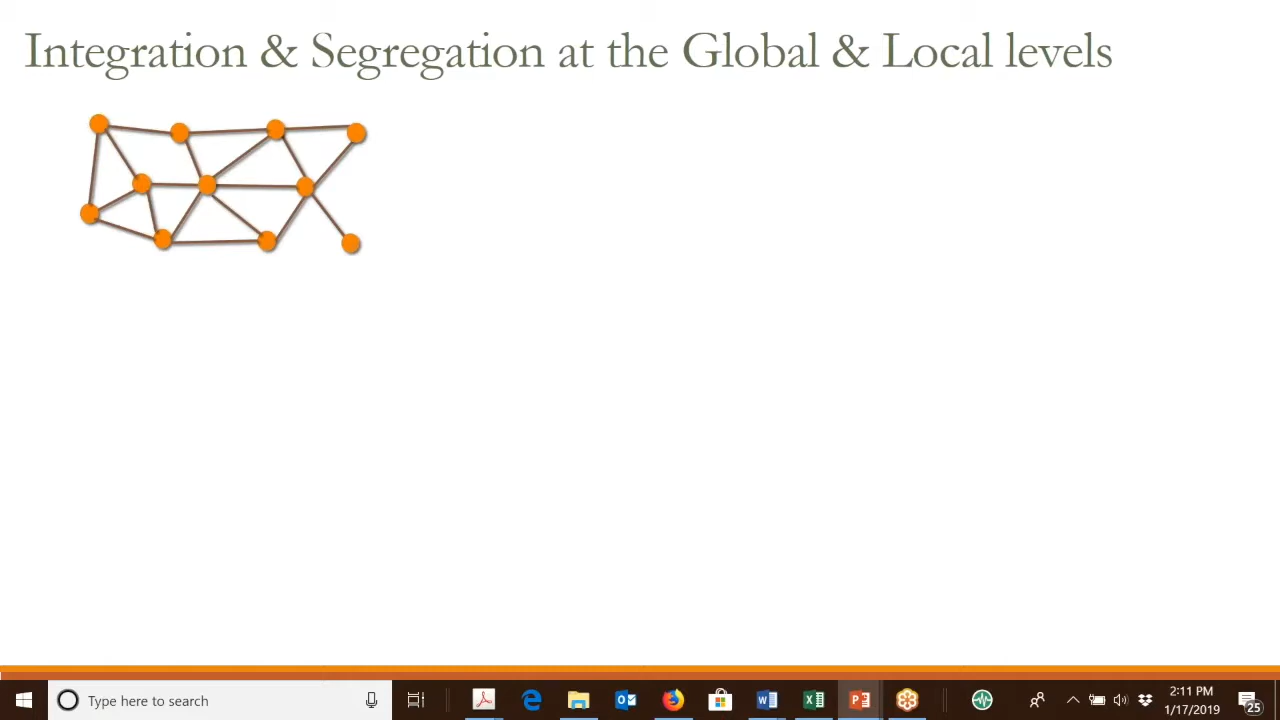 Integration & Segregation at the Global & Local levels
Type here to search
2:11 PM
1/17/2019
25